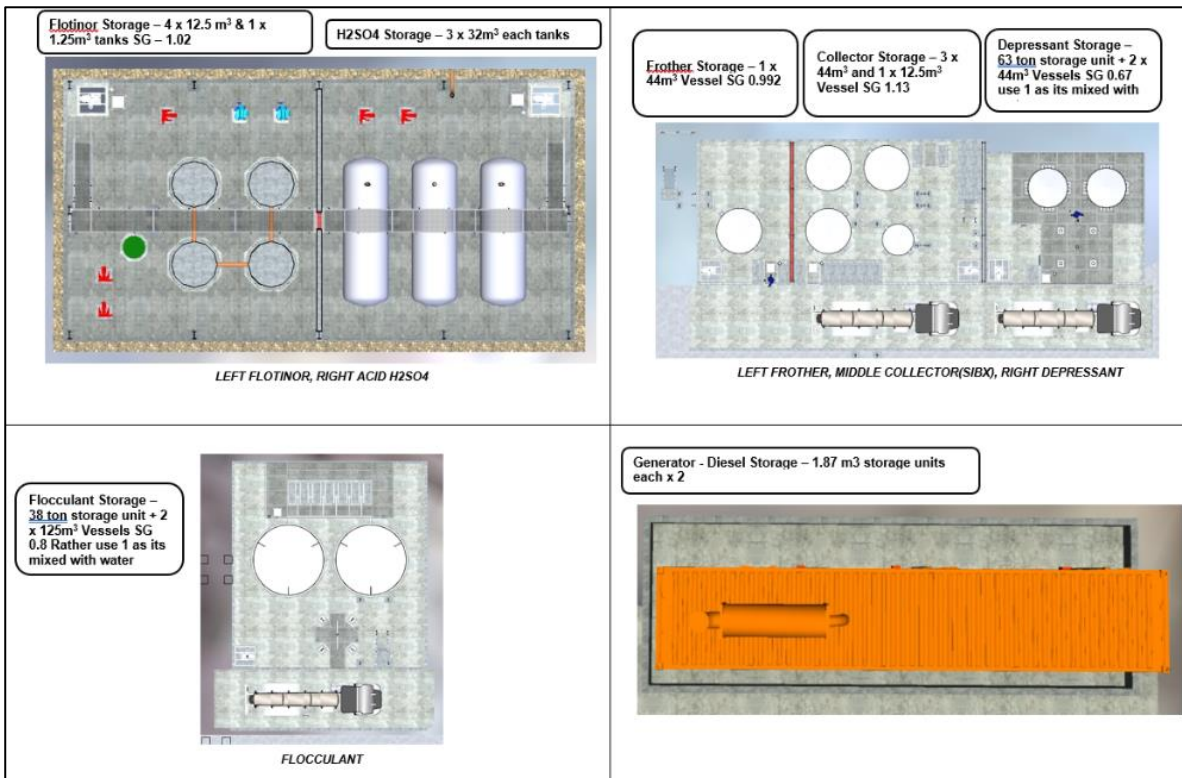 Flotinor Storage – 4 x 12.5 m³ & 1 x
1.25m³ tanks SG – 1.02
H2SO4 Storage – 3 x 32m³ each tanks
LEFT FLOTINOR, RIGHT ACID H2SO4
Frother Storage – 1 x
44m³ Vessel SG 0.992
Collector Storage – 3 x
44m³ and 1 x 12.5m³
Vessel SG 1.13
Depressant Storage –
63 ton storage unit + 2 x
44m³ Vessels SG 0.67
use 1 as its mixed with
LEFT FROTHER, MIDDLE COLLECTOR(SIBX), RIGHT DEPRESSANT
Flocculant Storage –
38 ton storage unit + 2
x 125m³ Vessels SG
0.8 Rather use 1 as its
mixed with water
FLOCCULANT
Generator - Diesel Storage – 1.87 m3 storage units
each x 2